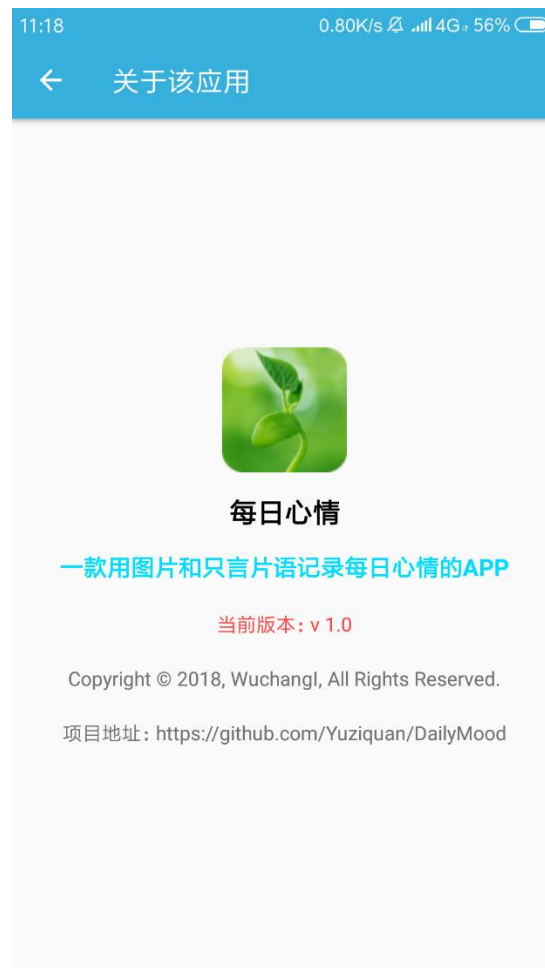 11:18 0.80K/s 4G 56%
关于该应用
每日心情
一款用图片和只言片语记录每日心情的APP
当前版本：v 1.0
Copyright © 2018, WuchangI, All Rights Reserved.
项目地址：https://github.com/Yuziquan/DailyMood